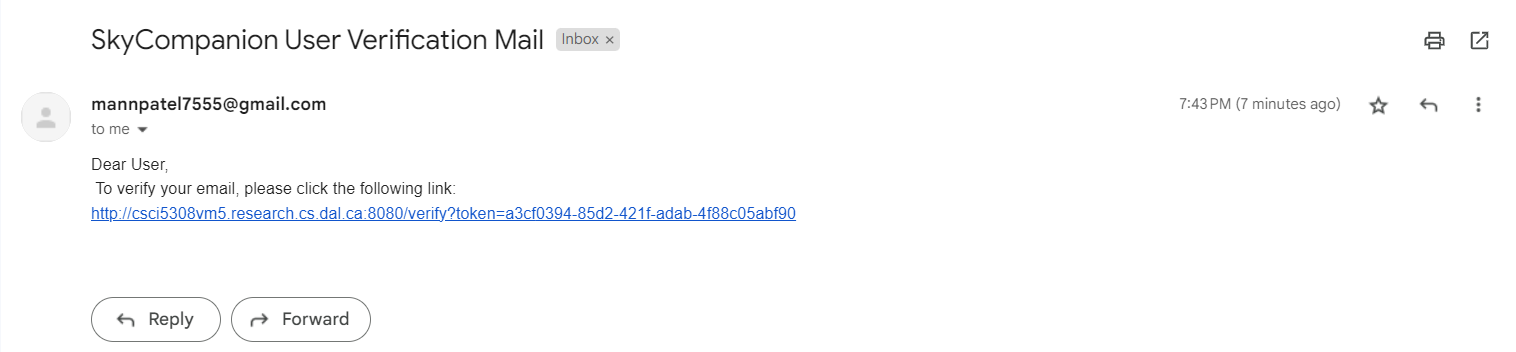 SkyCompanion User Verification Mail Inbox ×
mannpatel7555@gmail.com 7:43 PM (7 minutes ago)
to me
Dear User,
To verify your email, please click the following link:
http://csci5308vm5.research.cs.dal.ca:8080/verify?token=a3cf0394-85d2-421f-adab-4f88c05abf90
Reply Forward